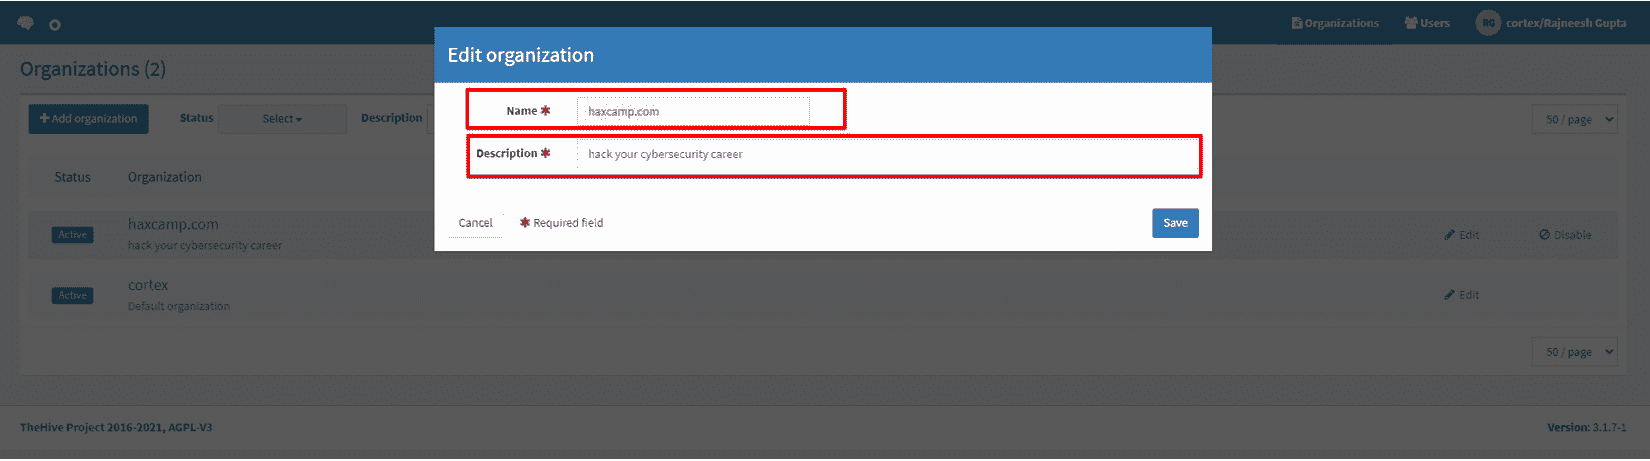 Organizations Users RG cortex/Rajneesh Gupta
Edit organization
Organizations (2)
Name * haxcamp.com
+Add organization Status Select Description 50 / page
Description * hack your cybersecurity career
Status Organization
Cancel * Required field Save
Active haxcamp.com Edit Disable
hack your cybersecurity career
Active cortex Edit
Default organization
50 / page
TheHive Project 2016-2021, AGPL-V3 Version: 3.1.7-1